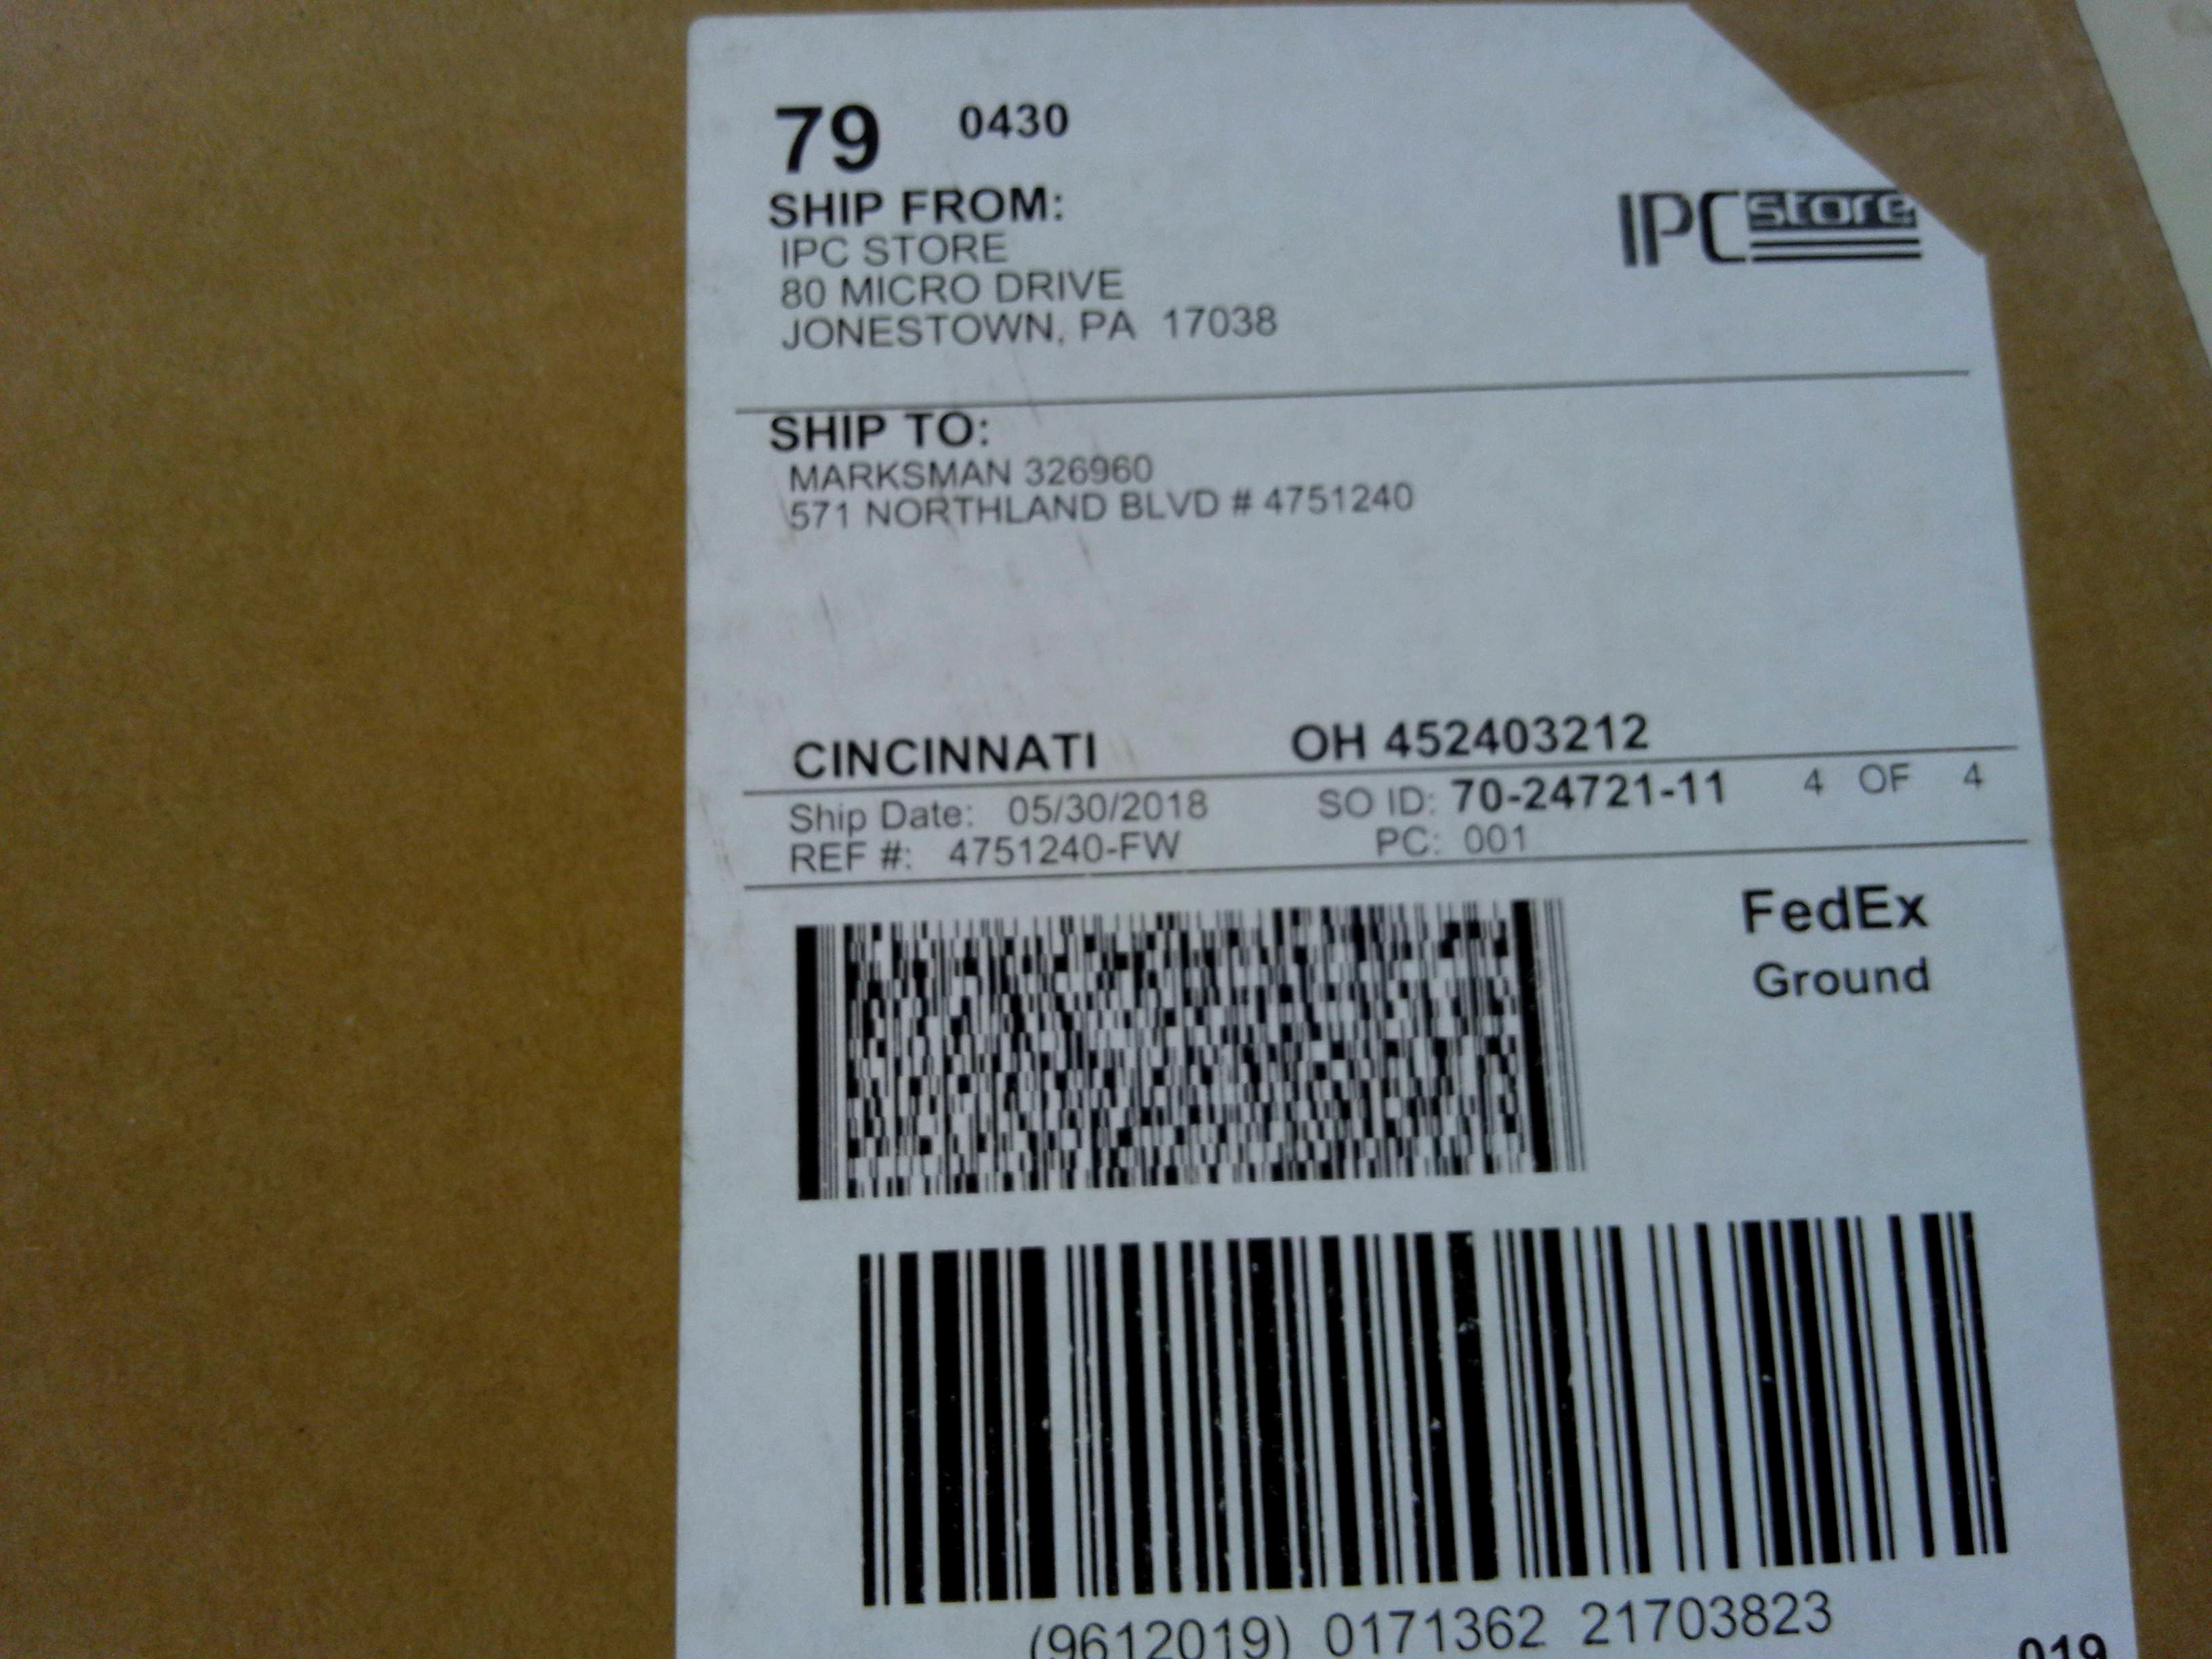 79 0430
SHIP FROM:
IPC STORE
80 MICRO DRIVE
JONESTOWN, PA 17038
IPC store
SHIP TO:
MARKSMAN 326960
571 NORTHLAND BLVD # 4751240
CINCINNATI OH 452403212
Ship Date: 05/30/2018 SO ID: 70-24721-11 4 OF 4
REF #: 4751240-FW PC: 001
FedEx
Ground
(9612019) 0171362 21703823
019